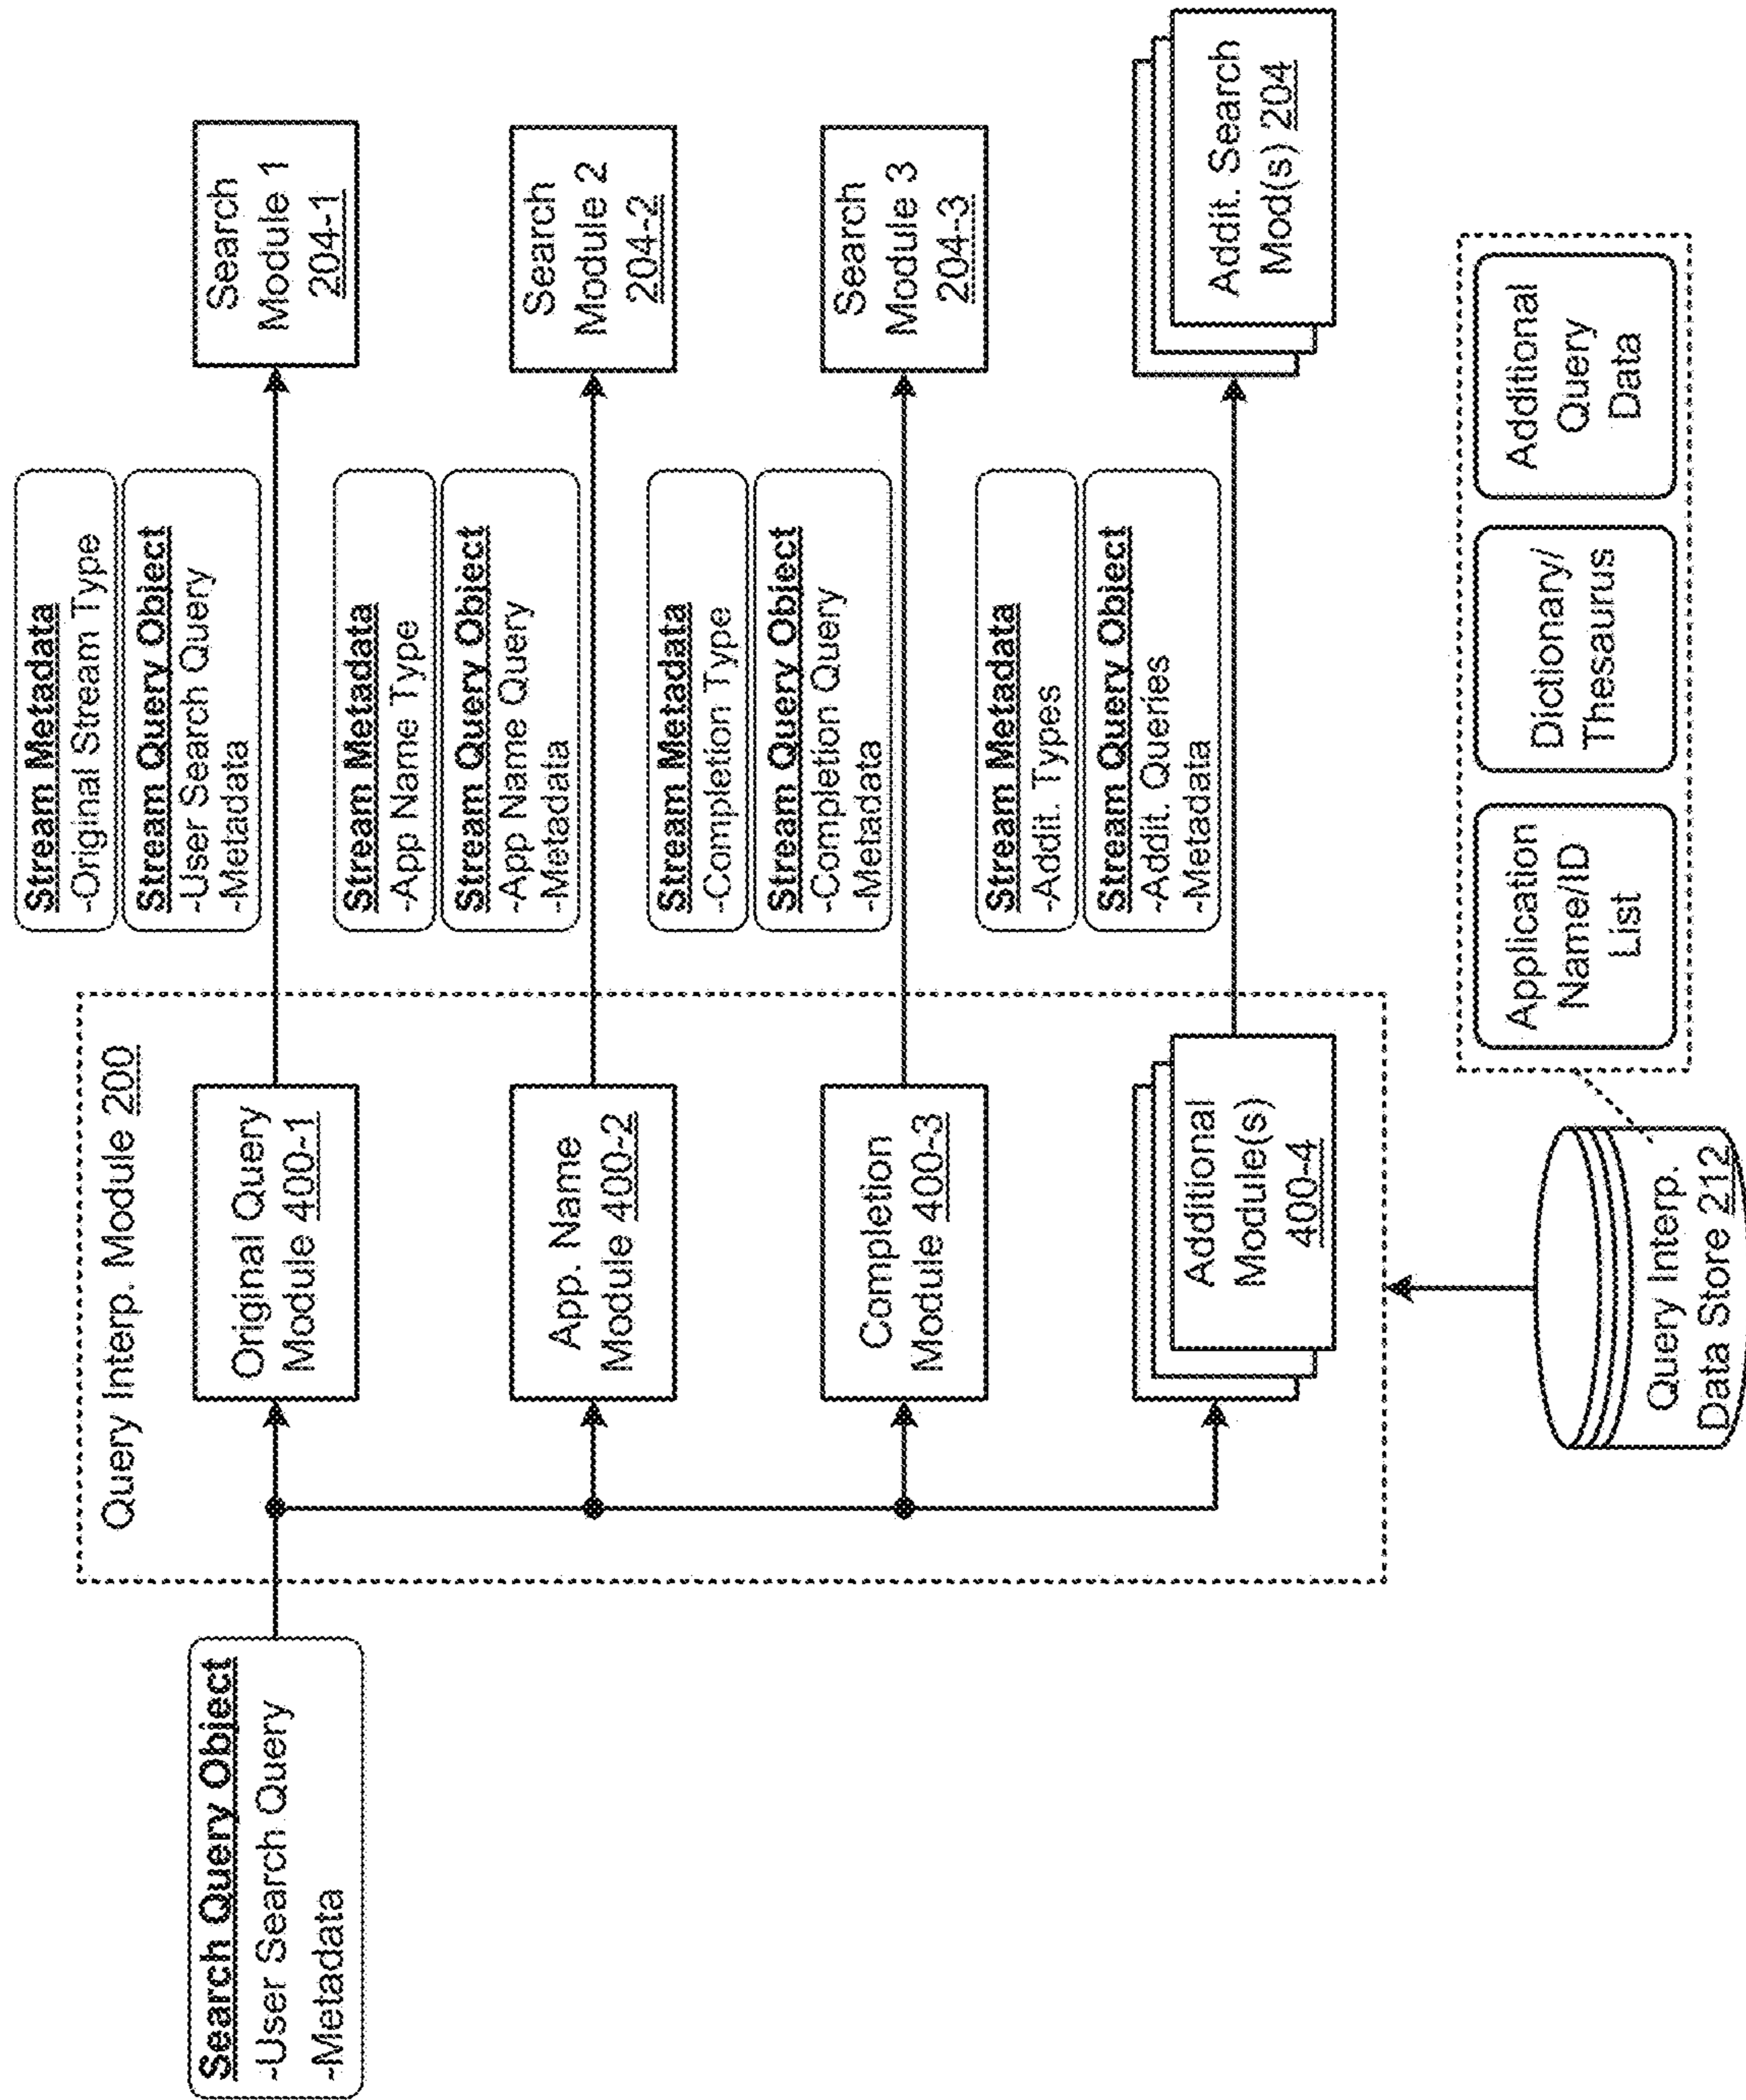 Search Query Object
-User Search Query
-Metadata
Query Interp. Module 200
Original Query
Module 400-1
App. Name
Module 400-2
Completion
Module 400-3
Additional
Module(s)
400-4
Stream Metadata
-Original Stream Type
Stream Query Object
-User Search Query
-Metadata
Stream Metadata
-App Name Type
Stream Query Object
-App Name Query
-Metadata
Stream Metadata
-Completion Type
Stream Query Object
-Completion Query
-Metadata
Stream Metadata
-Addit. Types
Stream Query Object
-Addit. Queries
-Metadata
Search
Module 1
204-1
Search
Module 2
204-2
Search
Module 3
204-3
Addit. Search
Mod(s) 204
Query Interp.
Data Store 212
Application
Name/ID
List
Dictionary/
Thesaurus
Additional
Query
Data